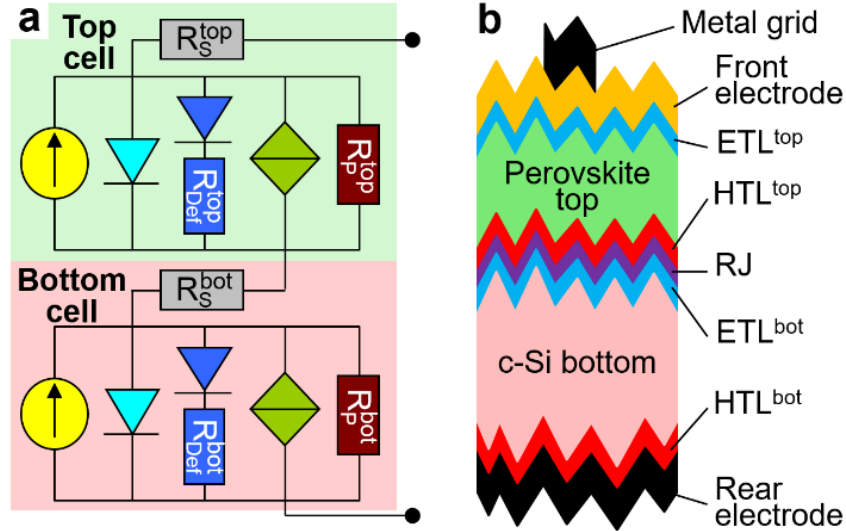 a
Top
cell
R_S^top
R_Def^top
R_P^top
Bottom
cell
R_S^bot
R_Def^bot
R_P^bot
b
Metal grid
Front
electrode
ETL^top
Perovskite
top
HTL^top
RJ
ETL^bot
c-Si bottom
HTL^bot
Rear
electrode